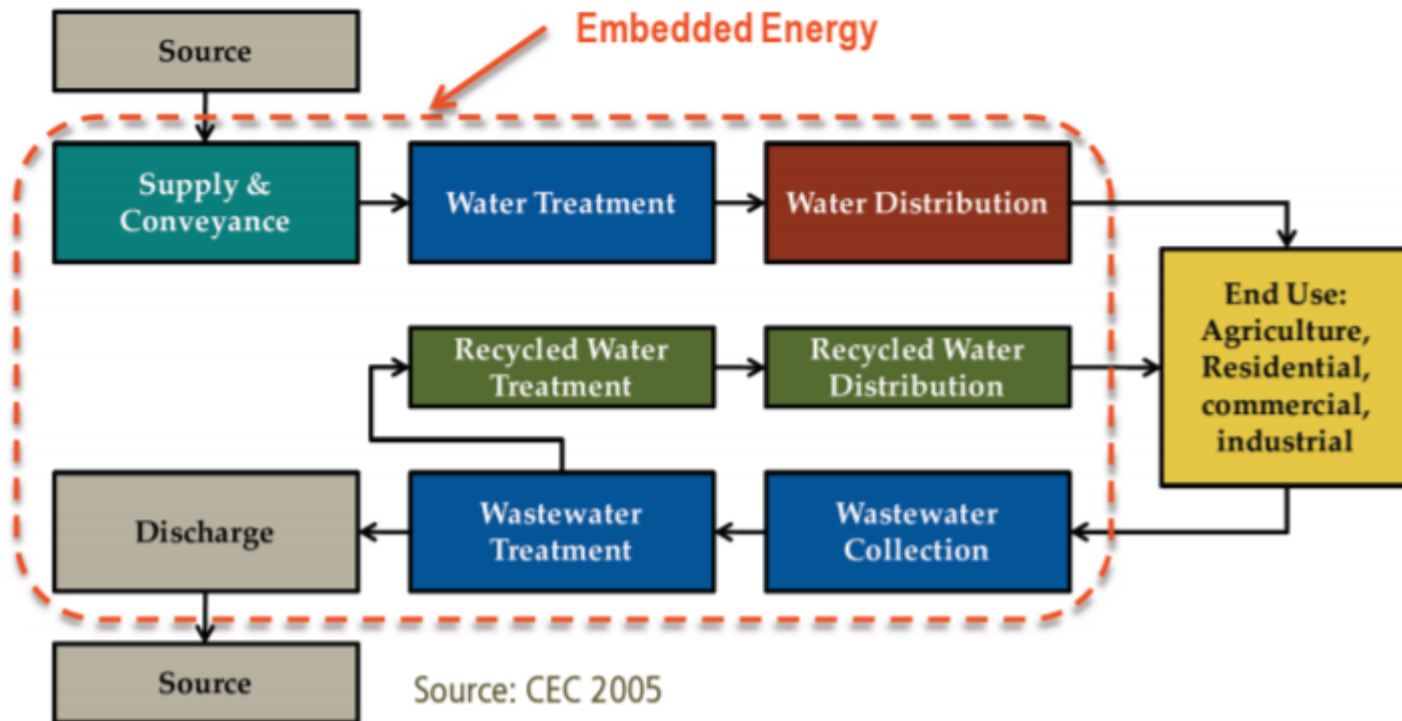 Embedded Energy
Source
Supply &
Conveyance
Water Treatment
Water Distribution
End Use:
Agriculture,
Residential,
commercial,
industrial
Recycled Water
Treatment
Recycled Water
Distribution
Discharge
Wastewater
Treatment
Wastewater
Collection
Source
Source: CEC 2005